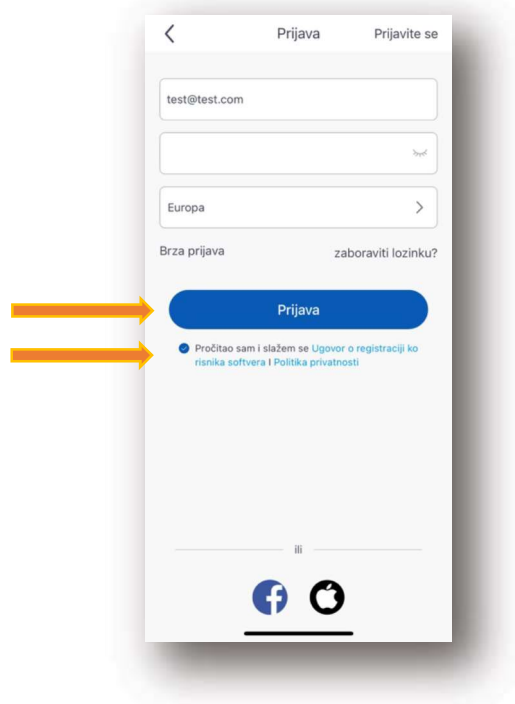 Prijava
Prijavite se
test@test.com
Europa
Brza prijava
zaboraviti lozinku?
Prijava
Pročitao sam i slažem se Ugovor o registraciji ko
risnika softvera I Politika privatnosti
ili